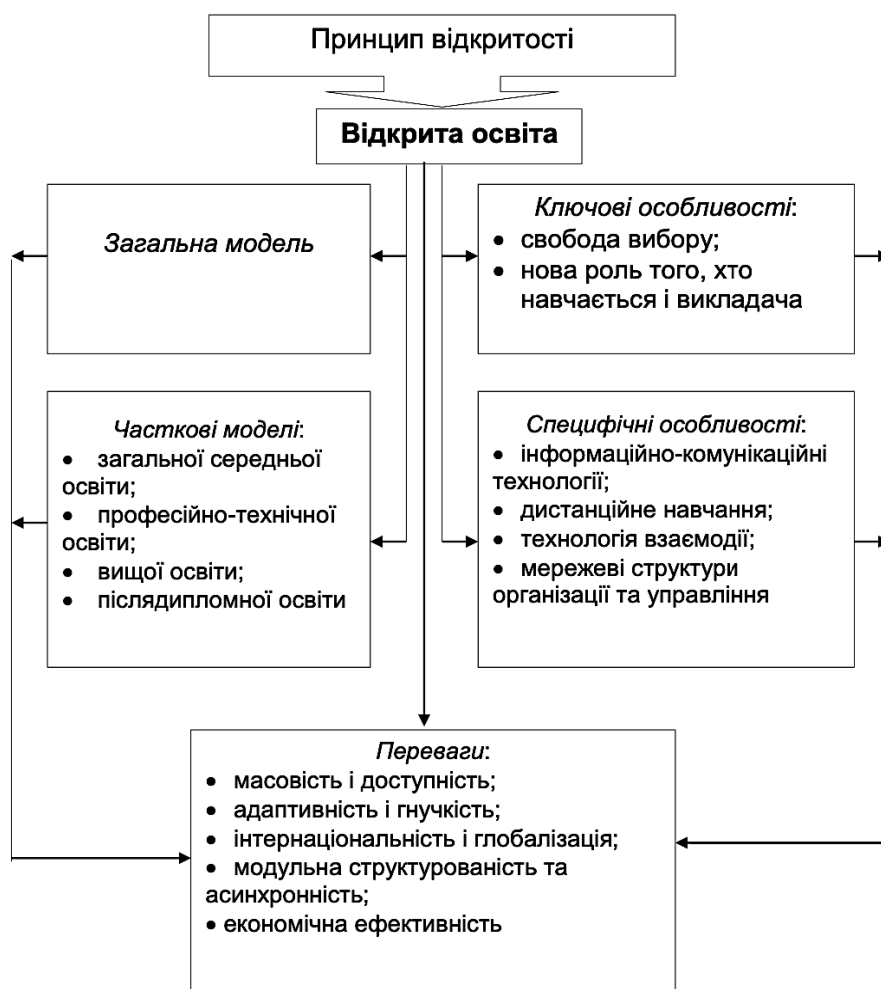 Принцип відкритості
Відкрита освіта
Загальна модель
Ключові особливості:
• свобода вибору;
• нова роль того, хто
навчається і викладача
Часткові моделі:
• загальної середньої
освіти;
• професійно-технічної
освіти;
• вищої освіти;
• післядипломної освіти
Специфічні особливості:
• інформаційно-комунікаційні
технології;
• дистанційне навчання;
• технологія взаємодії;
• мережеві структури
організації та управління
Переваги:
• масовість і доступність;
• адаптивність і гнучкість;
• інтернаціональність і глобалізація;
• модульна структурованість та
асинхронність;
• економічна ефективність